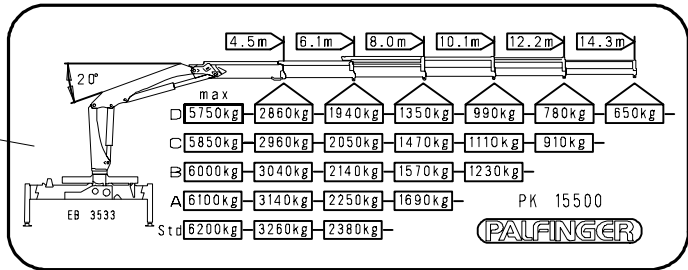 4.5m 6.1m 8.0m 10.1m 12.2m 14.3m
20°
max
D 5750kg 2860kg 1940kg 1350kg 990kg 780kg 650kg
C 5850kg 2960kg 2050kg 1470kg 1110kg 910kg
B 6000kg 3040kg 2140kg 1570kg 1230kg
A 6100kg 3140kg 2250kg 1690kg
PK 15500
EB 3533
Std 6200kg 3260kg 2380kg
PALFINGER